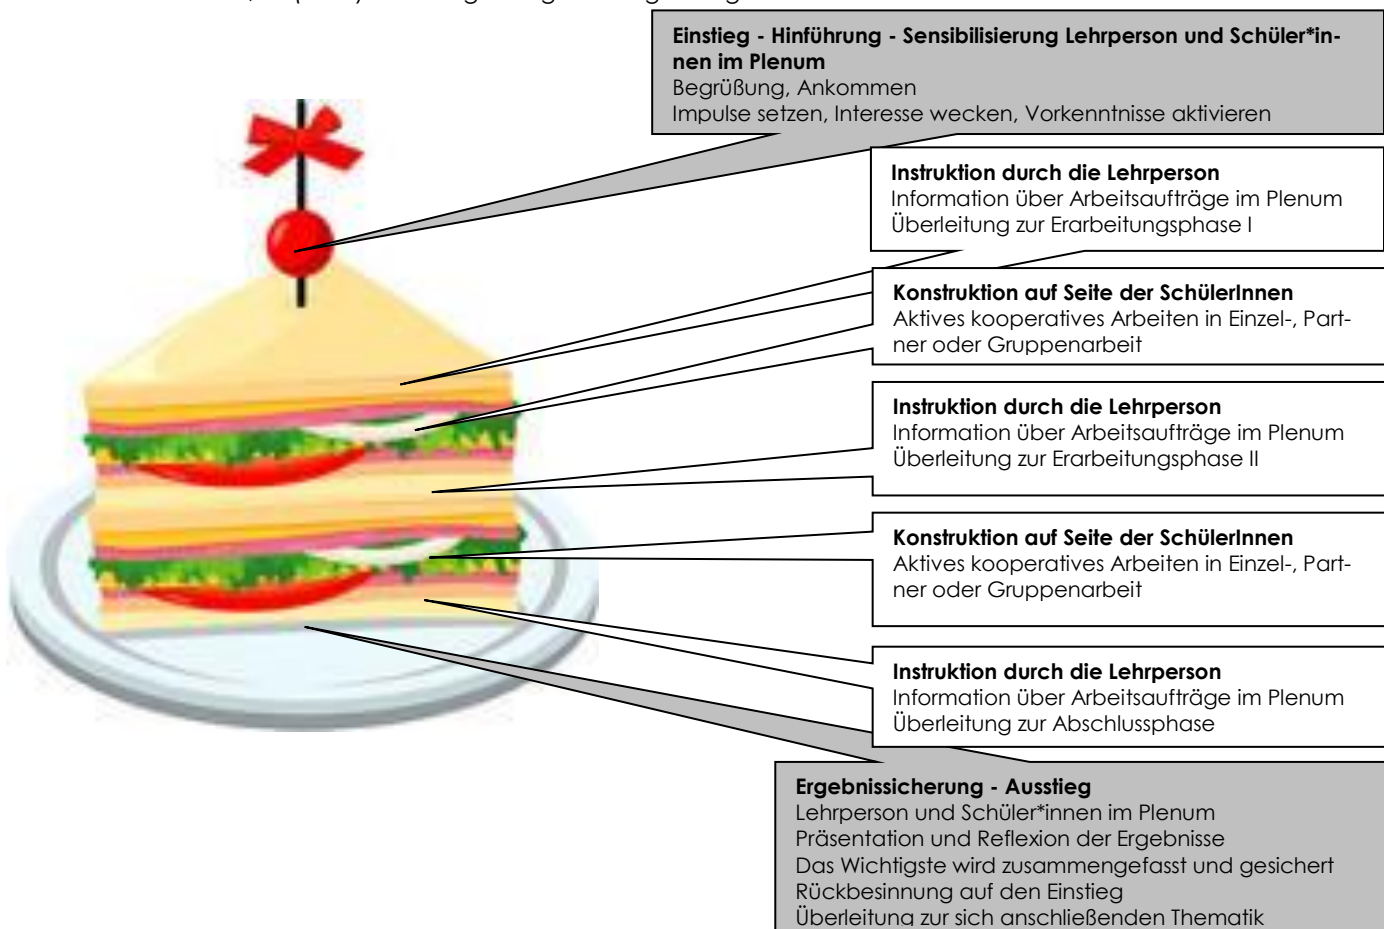 Einstieg - Hinführung - Sensibilisierung Lehrperson und Schüler*in-
nen im Plenum
Begrüßung, Ankommen
Impulse setzen, Interesse wecken, Vorkenntnisse aktivieren
Instruktion durch die Lehrperson
Information über Arbeitsaufträge im Plenum
Überleitung zur Erarbeitungsphase I
Konstruktion auf Seite der SchülerInnen
Aktives kooperatives Arbeiten in Einzel-, Part-
ner oder Gruppenarbeit
Instruktion durch die Lehrperson
Information über Arbeitsaufträge im Plenum
Überleitung zur Erarbeitungsphase II
Konstruktion auf Seite der SchülerInnen
Aktives kooperatives Arbeiten in Einzel-, Part-
ner oder Gruppenarbeit
Instruktion durch die Lehrperson
Information über Arbeitsaufträge im Plenum
Überleitung zur Abschlussphase
Ergebnissicherung - Ausstieg
Lehrperson und Schüler*innen im Plenum
Präsentation und Reflexion der Ergebnisse
Das Wichtigste wird zusammengefasst und gesichert
Rückbesinnung auf den Einstieg
Überleitung zur sich anschließenden Thematik